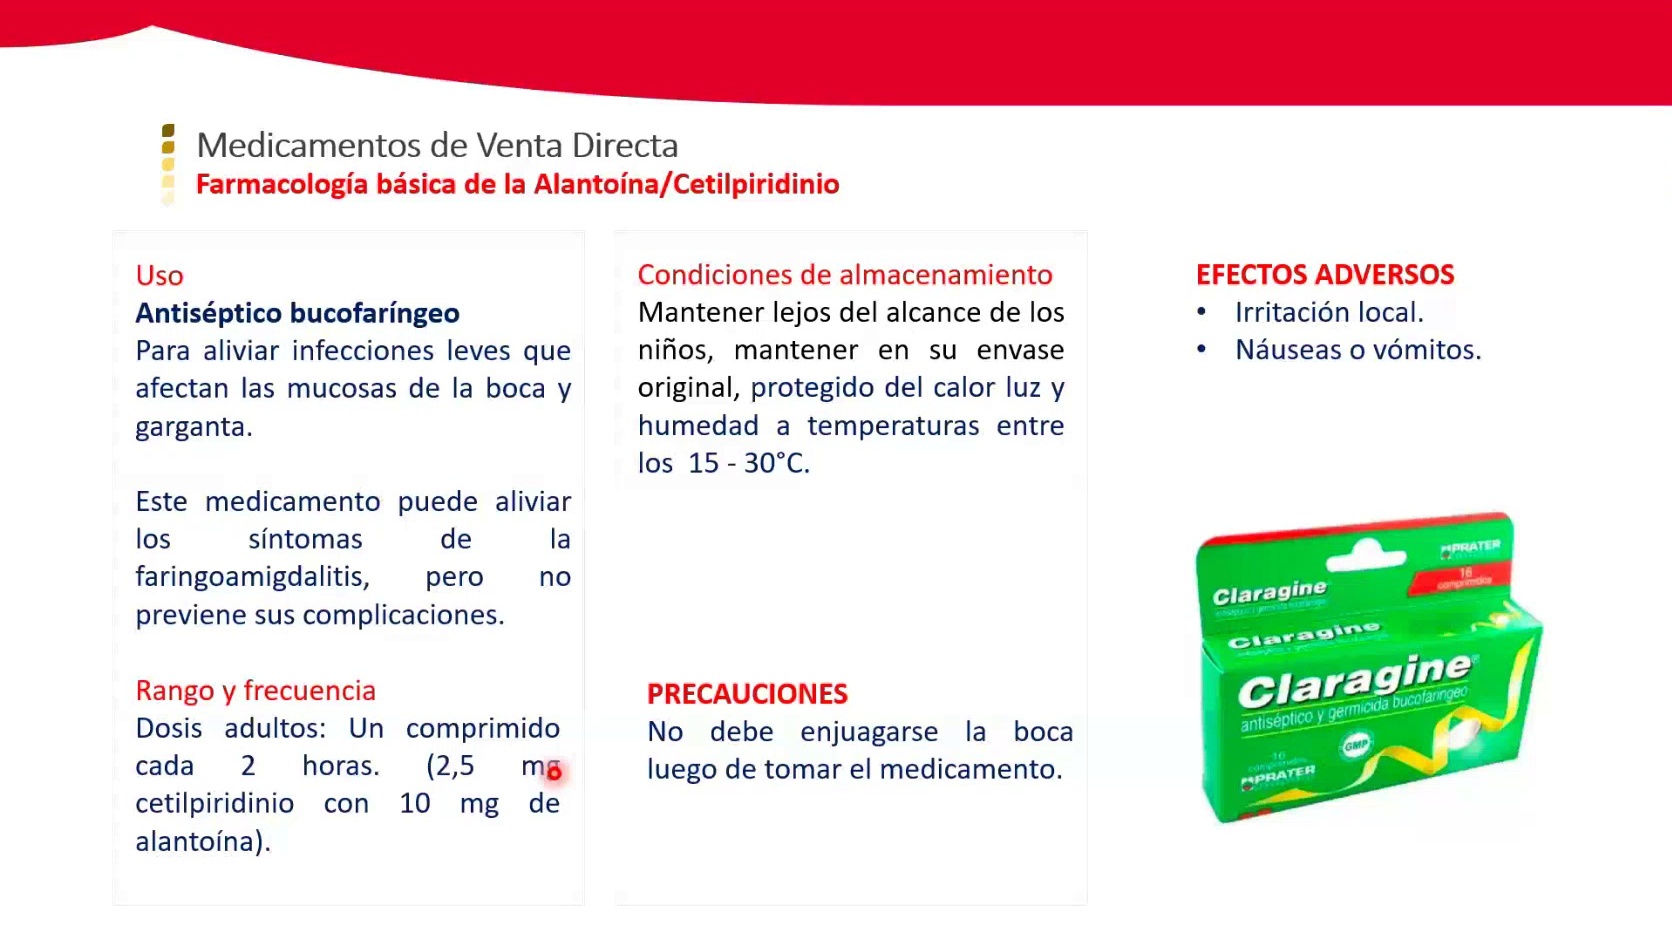 Medicamentos de Venta Directa
Farmacología básica de la Alantoína/Cetilpiridinio
Uso
Antiséptico bucofaríngeo
Para aliviar infecciones leves que
afectan las mucosas de la boca y
garganta.
Este medicamento puede aliviar
los síntomas de la
faringoamigdalitis, pero no
previene sus complicaciones.
Rango y frecuencia
Dosis adultos: Un comprimido
cada 2 horas. (2,5 mg
cetilpiridinio con 10 mg de
alantoína).
Condiciones de almacenamiento
Mantener lejos del alcance de los
niños, mantener en su envase
original, protegido del calor luz y
humedad a temperaturas entre
los 15 - 30°C.
PRECAUCIONES
No debe enjuagarse la boca
luego de tomar el medicamento.
EFECTOS ADVERSOS
• Irritación local.
• Náuseas o vómitos.
PRATER
16
comprimidos
Claragine
Claragine
Claragine®
antiséptico y germicida bucofaríngeo
GMP
16
comprimidos
PRATER